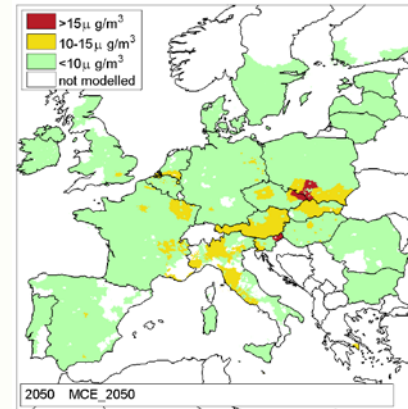 >15μ g/m³
10-15μ g/m³
<10μ g/m³
not modelled
2050 MCE_2050